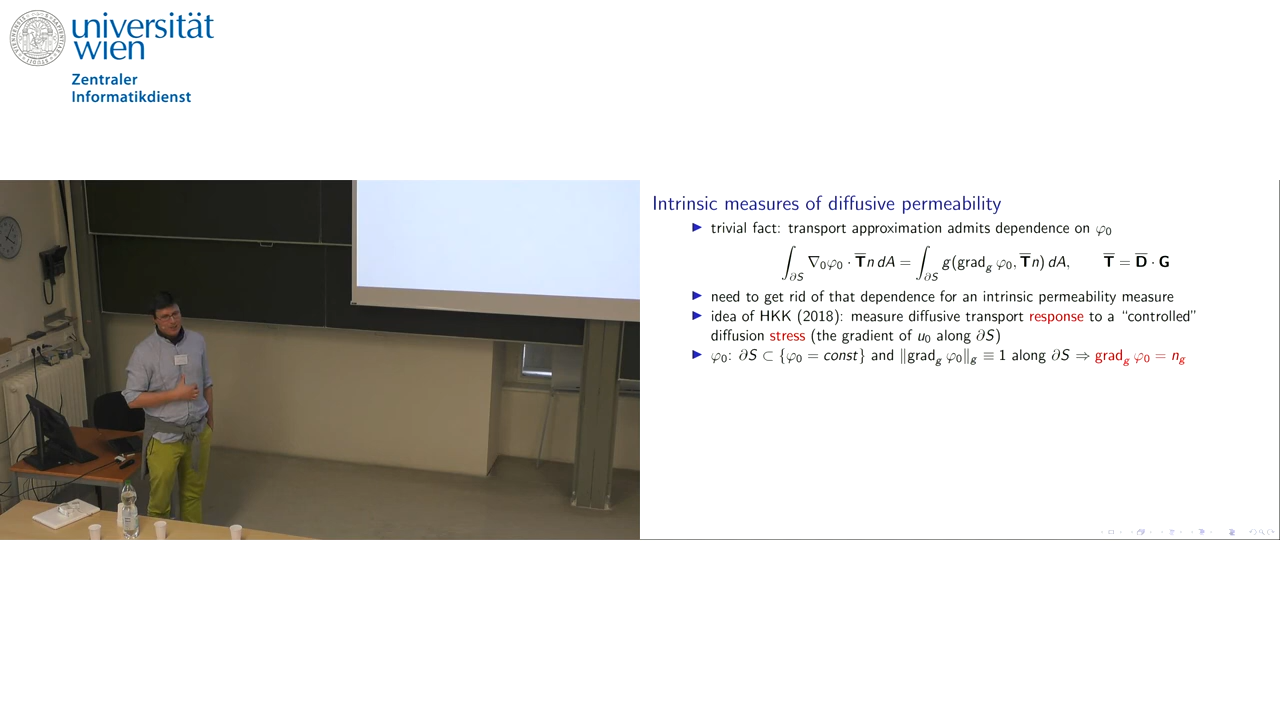 universität
wien
Zentraler
Informatikdienst
Intrinsic measures of diffusive permeability
▶ trivial fact: transport approximation admits dependence on φ₀
∫_{∂S} ∇₀φ₀ · T̅n dA = ∫_{∂S} g(grad_g φ₀, T̅n) dA, T̅ = D̅ · G
▶ need to get rid of that dependence for an intrinsic permeability measure
▶ idea of HKK (2018): measure diffusive transport response to a “controlled”
diffusion stress (the gradient of u₀ along ∂S)
▶ φ₀: ∂S ⊂ {φ₀ = const} and ‖grad_g φ₀‖_g ≡ 1 along ∂S ⇒ grad_g φ₀ = n_g